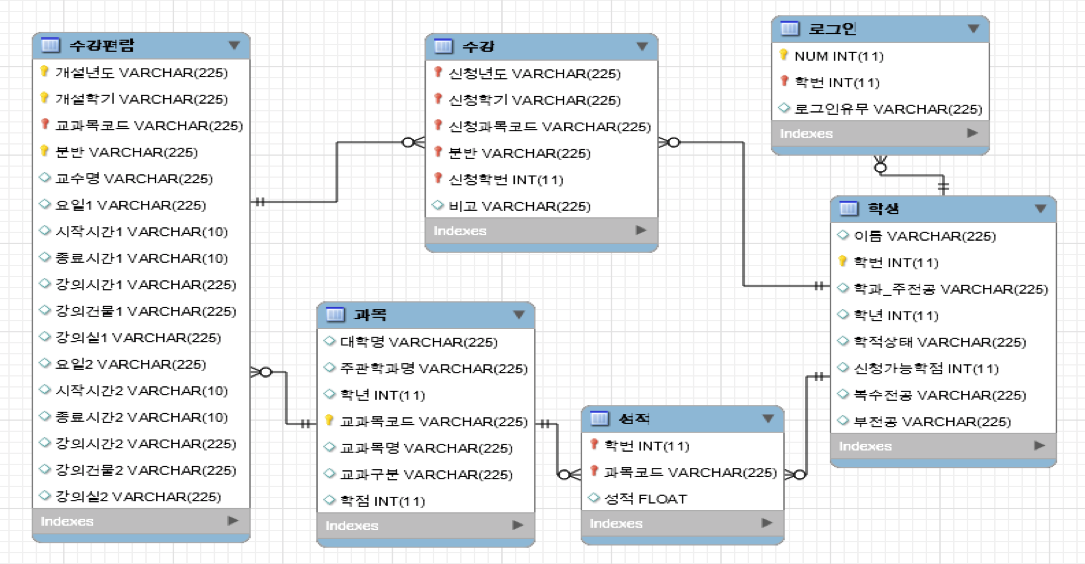 수강편람
개설년도 VARCHAR(225)
개설학기 VARCHAR(225)
교과목코드 VARCHAR(225)
분반 VARCHAR(225)
교수명 VARCHAR(225)
요일1 VARCHAR(225)
시작시간1 VARCHAR(10)
종료시간1 VARCHAR(10)
강의시간1 VARCHAR(225)
강의건물1 VARCHAR(225)
강의실1 VARCHAR(225)
요일2 VARCHAR(225)
시작시간2 VARCHAR(10)
종료시간2 VARCHAR(10)
강의시간2 VARCHAR(225)
강의건물2 VARCHAR(225)
강의실2 VARCHAR(225)
Indexes
수강
신청년도 VARCHAR(225)
신청학기 VARCHAR(225)
신청과목코드 VARCHAR(225)
분반 VARCHAR(225)
신청학번 INT(11)
비고 VARCHAR(225)
Indexes
로그인
NUM INT(11)
학번 INT(11)
로그인유무 VARCHAR(225)
Indexes
학생
이름 VARCHAR(225)
학번 INT(11)
학과_주전공 VARCHAR(225)
학년 INT(11)
학적상태 VARCHAR(225)
신청가능학점 INT(11)
복수전공 VARCHAR(225)
부전공 VARCHAR(225)
Indexes
과목
대학명 VARCHAR(225)
주관학과명 VARCHAR(225)
학년 INT(11)
교과목코드 VARCHAR(225)
교과목명 VARCHAR(225)
교과구분 VARCHAR(225)
학점 INT(11)
Indexes
성적
학번 INT(11)
과목코드 VARCHAR(225)
성적 FLOAT
Indexes